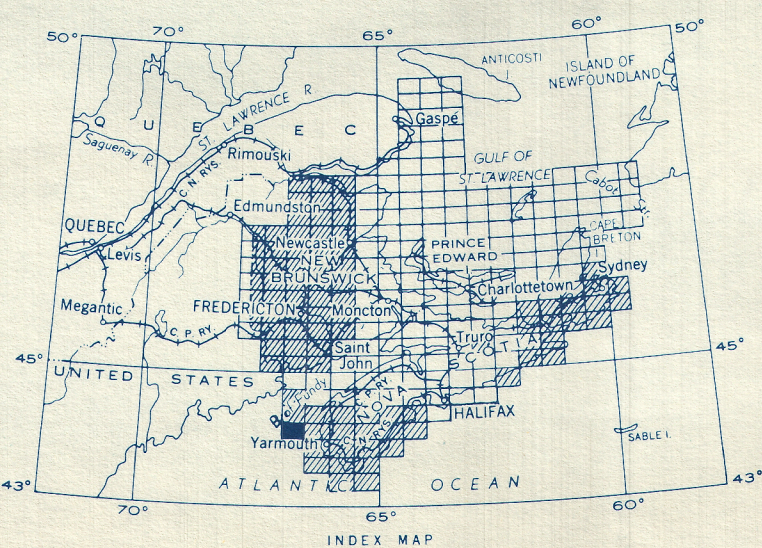 50° 70° 65° 60° 50°
ANTICOSTI
I
ISLAND OF
NEWFOUNDLAND
QUEBEC
ST. LAWRENCE R
Saguenay R.
Gaspé
Rimouski
C. N. RYS.
GULF OF
ST LAWRENCE
Cabot
Str
Edmundston
QUEBEC
Levis
Newcastle
NEW
BRUNSWICK
PRINCE
EDWARD
CAPE
BRETON
I
Sydney
Charlottetown
Megantic
FREDERICTON
Moncton
C. P. RY.
Truro
Saint
John
NOVA SCOTIA
45° 45°
UNITED STATES
C. P. RY.
B of Fundy
HALIFAX
C. N. RYS.
Yarmouth
SABLE I.
43° ATLANTIC OCEAN 43°
70° 65° 60°
INDEX MAP